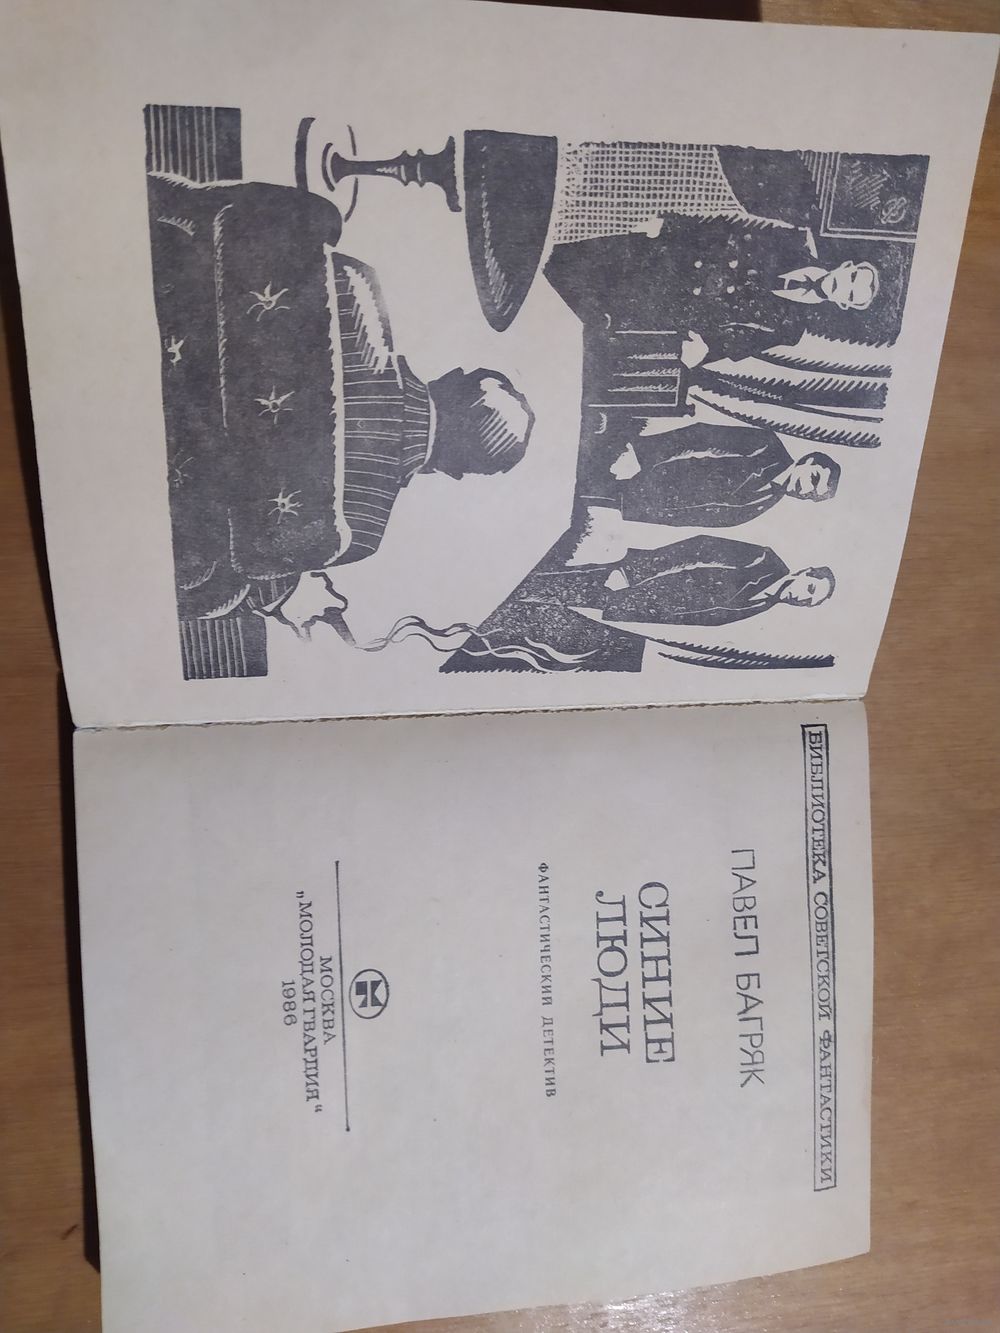 БИБЛИОТЕКА СОВЕТСКОЙ ФАНТАСТИКИ
ПАВЕЛ БАГРЯК
СИНИЕ
ЛЮДИ
ФАНТАСТИЧЕСКИЙ ДЕТЕКТИВ
МОСКВА
„МОЛОДАЯ ГВАРДИЯ“
1986